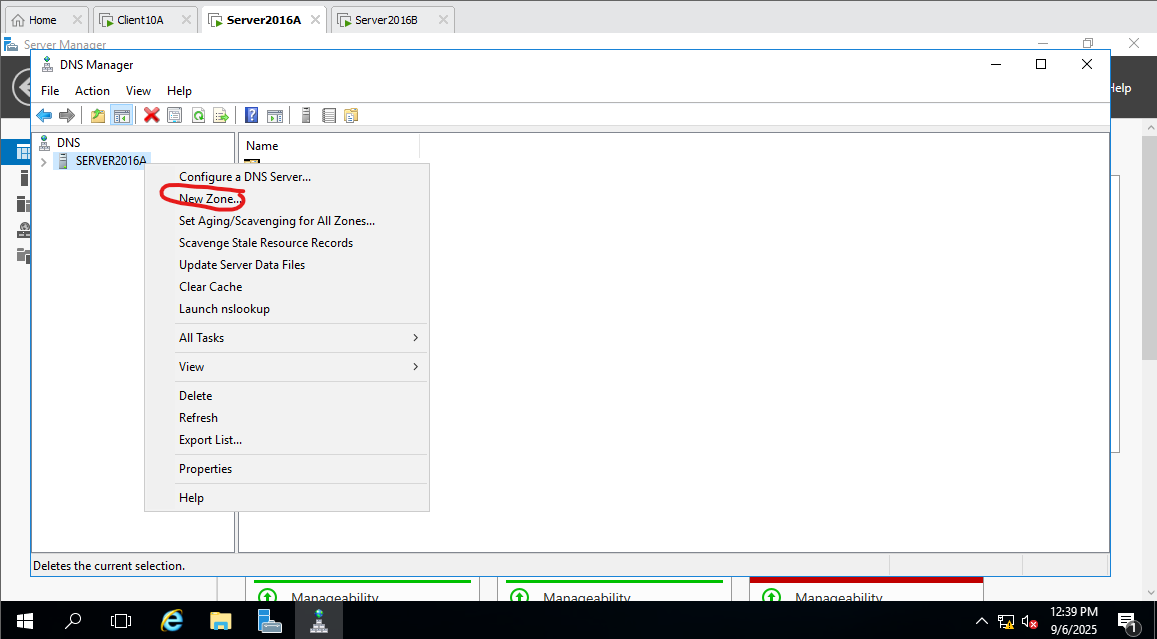 Home
Client10A
Server2016A
Server2016B
Server Manager
DNS Manager
File Action View Help
Help
DNS
SERVER2016A
Name
Configure a DNS Server...
New Zone...
Set Aging/Scavenging for All Zones...
Scavenge Stale Resource Records
Update Server Data Files
Clear Cache
Launch nslookup
All Tasks
View
Delete
Refresh
Export List...
Properties
Help
Deletes the current selection.
Manageability
Manageability
Manageability
12:39 PM
9/6/2025
1